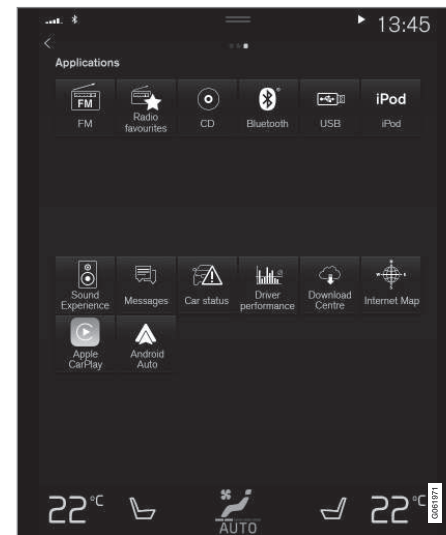 13:45
Applications
FM
FM
Radio
favourites
CD
Bluetooth
USB
iPod
iPod
Sound
Experience
Messages
Car status
Driver
performance
Download
Centre
Internet Map
Apple
CarPlay
Android
Auto
22°C
AUTO
22°C
G061971